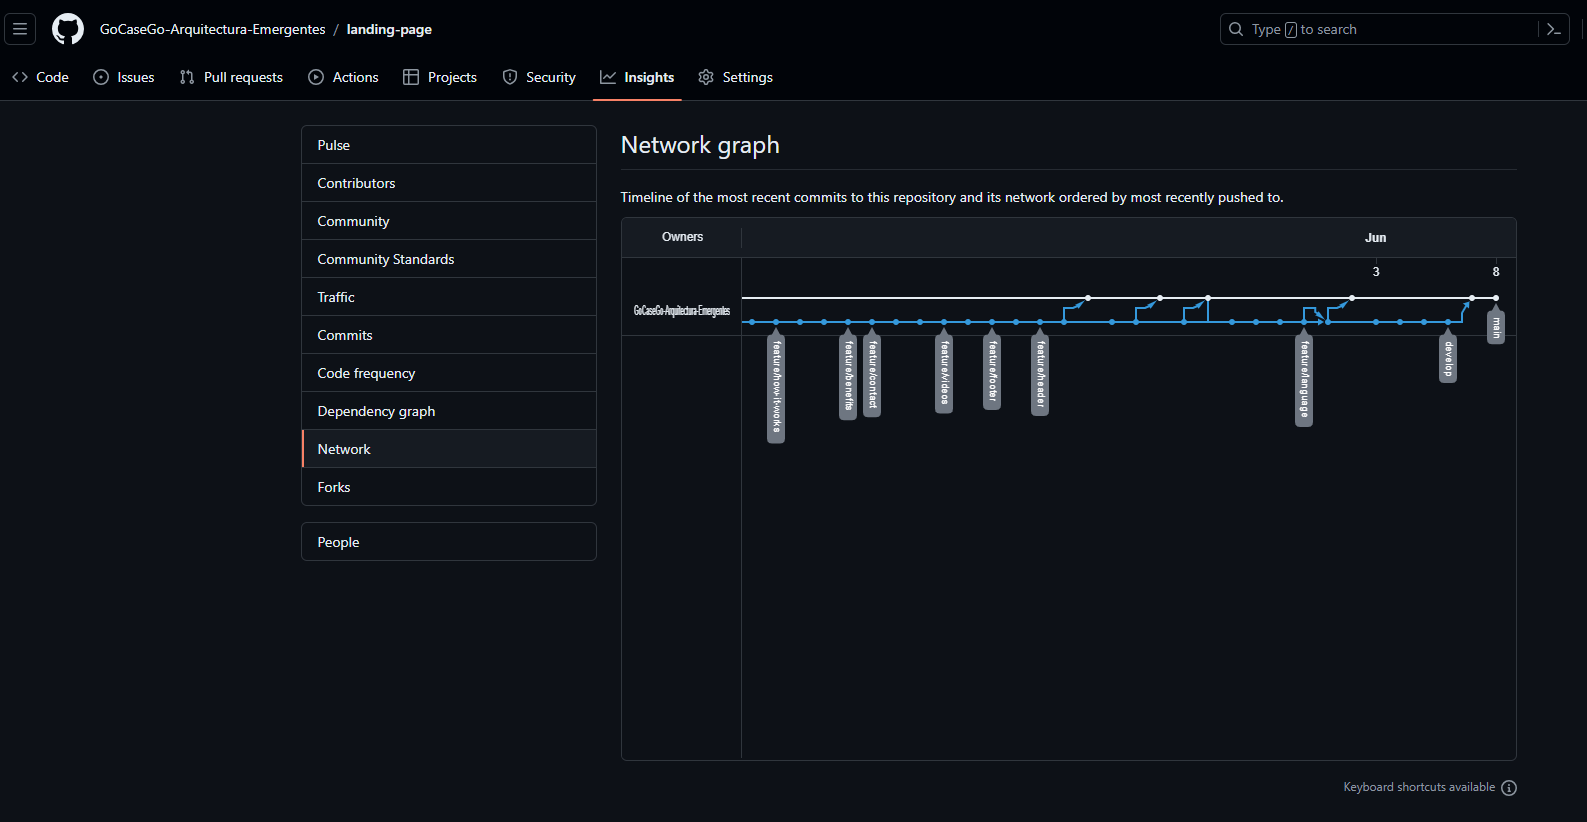 GoCaseGo-Arquitectura-Emergentes / landing-page
Type / to search
Code
Issues
Pull requests
Actions
Projects
Security
Insights
Settings
Pulse
Contributors
Community
Community Standards
Traffic
Commits
Code frequency
Dependency graph
Network
Forks
People
Network graph
Timeline of the most recent commits to this repository and its network ordered by most recently pushed to.
Owners
Jun
3
8
GoCaseGo-Arquitectura-Emergentes
feature/how-it-works
feature/benefits
feature/contact
feature/videos
feature/footer
feature/header
feature/language
develop
main
Keyboard shortcuts available